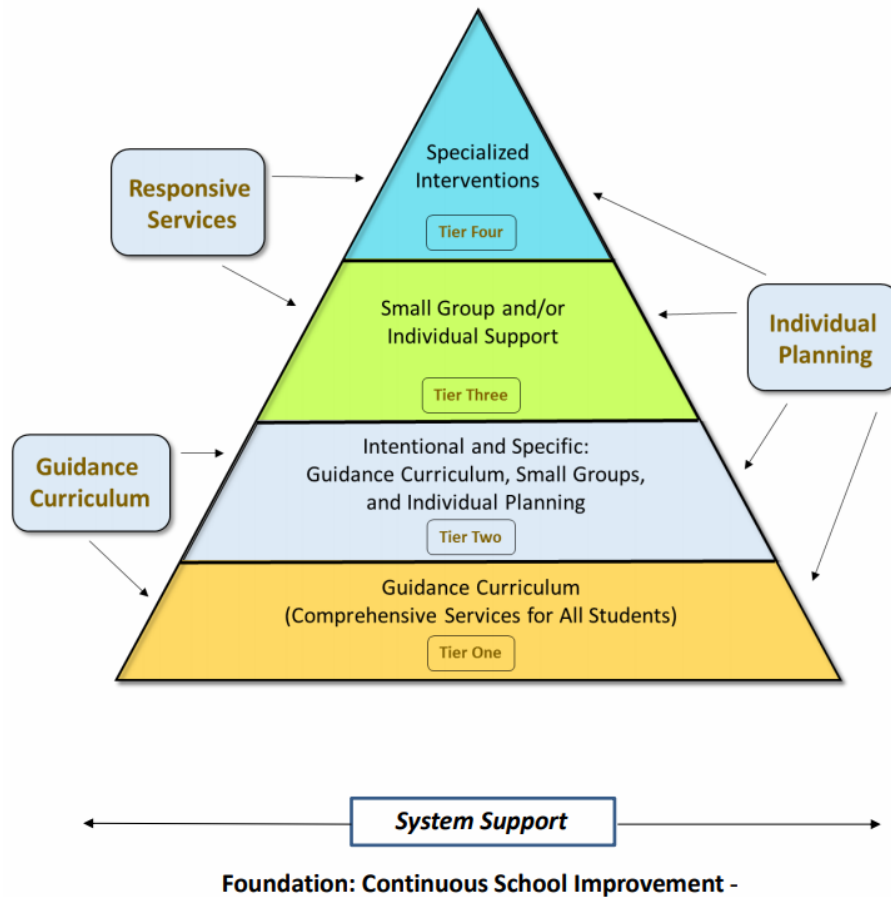 Specialized
Interventions
Tier Four
Responsive
Services
Small Group and/or
Individual Support
Tier Three
Individual
Planning
Intentional and Specific:
Guidance Curriculum, Small Groups,
and Individual Planning
Tier Two
Guidance
Curriculum
Guidance Curriculum
(Comprehensive Services for All Students)
Tier One
System Support
Foundation: Continuous School Improvement -